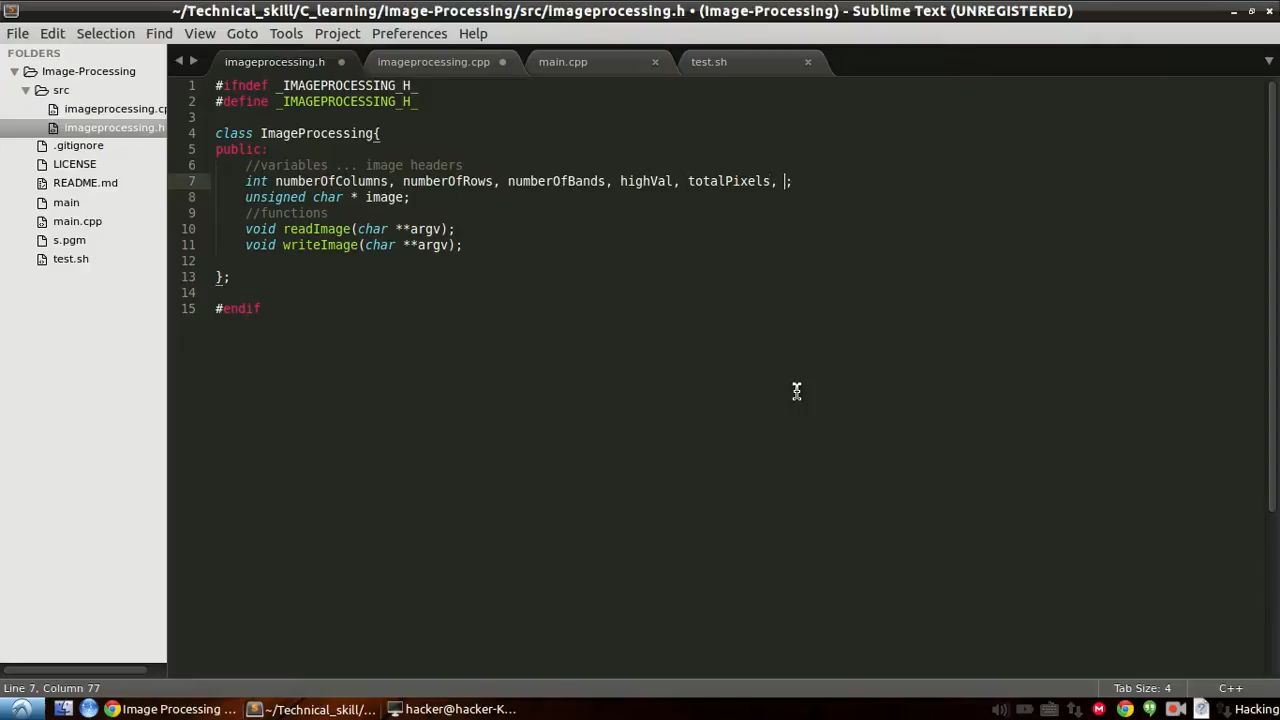 ~/Technical_skill/C_learning/Image-Processing/src/imageprocessing.h • (Image-Processing) - Sublime Text (UNREGISTERED)
File Edit Selection Find View Goto Tools Project Preferences Help
FOLDERS
Image-Processing
src
imageprocessing.cp
imageprocessing.h
.gitignore
LICENSE
README.md
main
main.cpp
s.pgm
test.sh
imageprocessing.h imageprocessing.cpp main.cpp test.sh
1 #ifndef _IMAGEPROCESSING_H_
2 #define _IMAGEPROCESSING_H_
3
4 class ImageProcessing{
5 public:
6 //variables ... image headers
7 int numberOfColumns, numberOfRows, numberOfBands, highVal, totalPixels, ;
8 unsigned char * image;
9 //functions
10 void readImage(char **argv);
11 void writeImage(char **argv);
12
13 };
14
15 #endif
Line 7, Column 77 Tab Size: 4 C++
Image Processing ... ~/Technical_skill/... hacker@hacker-K... Hacking